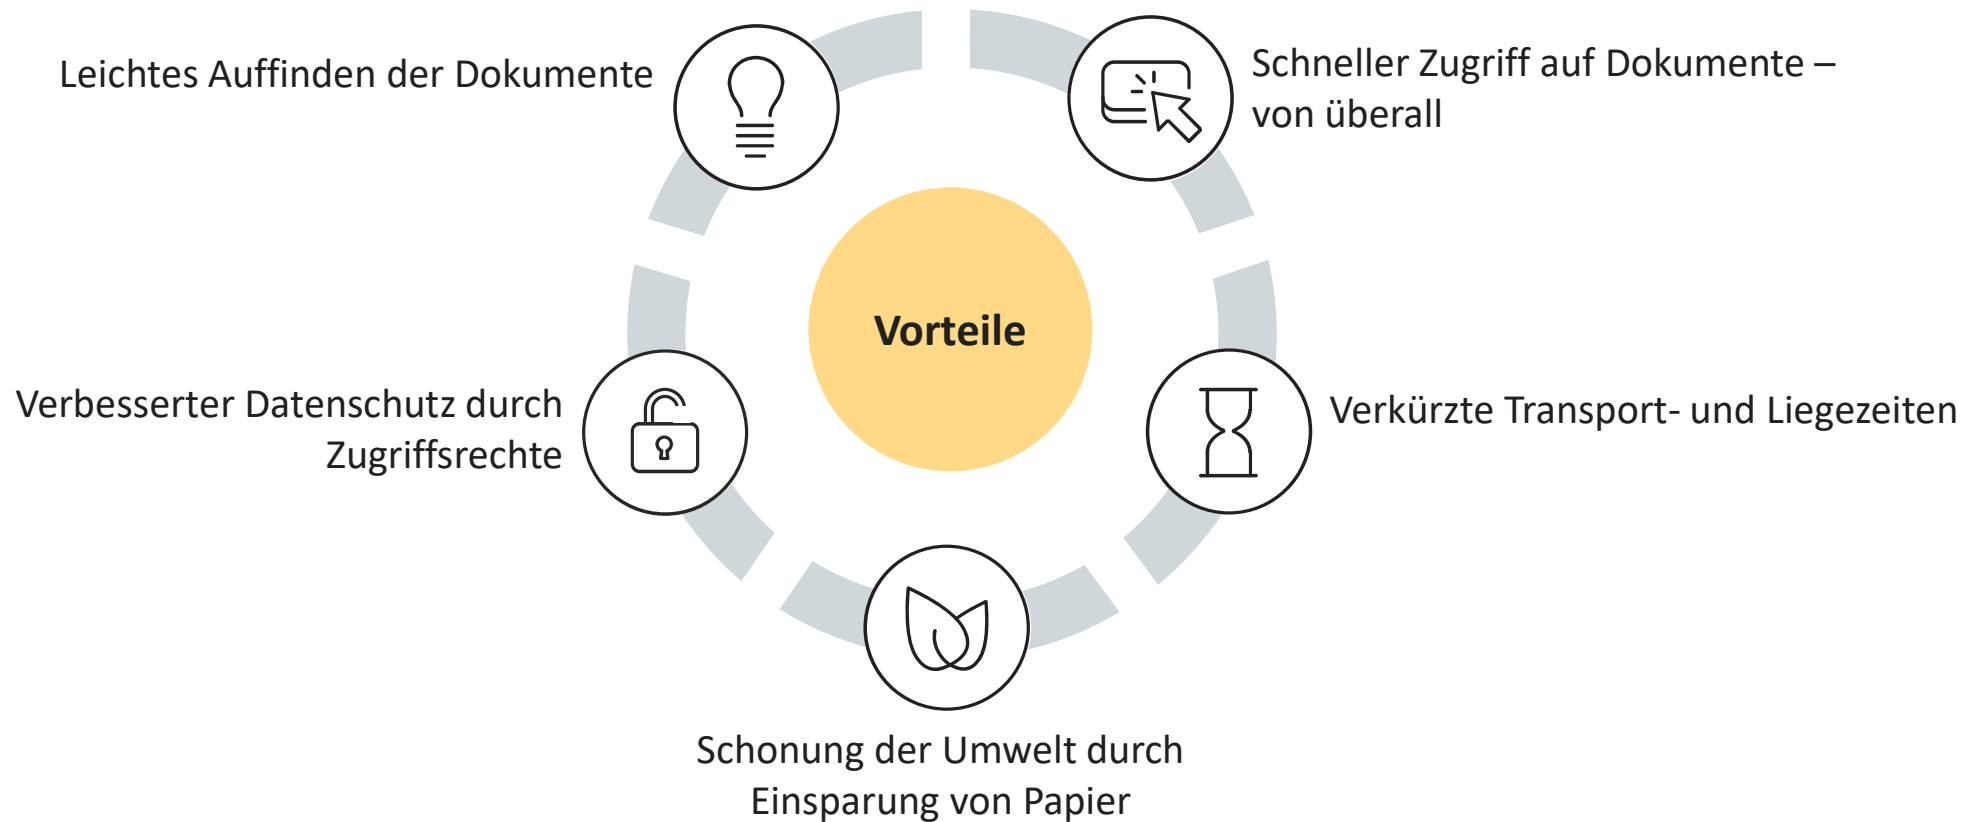 Leichtes Auffinden der Dokumente
Schneller Zugriff auf Dokumente –
von überall
Vorteile
Verbesserter Datenschutz durch
Zugriffsrechte
Verkürzte Transport- und Liegezeiten
Schonung der Umwelt durch
Einsparung von Papier